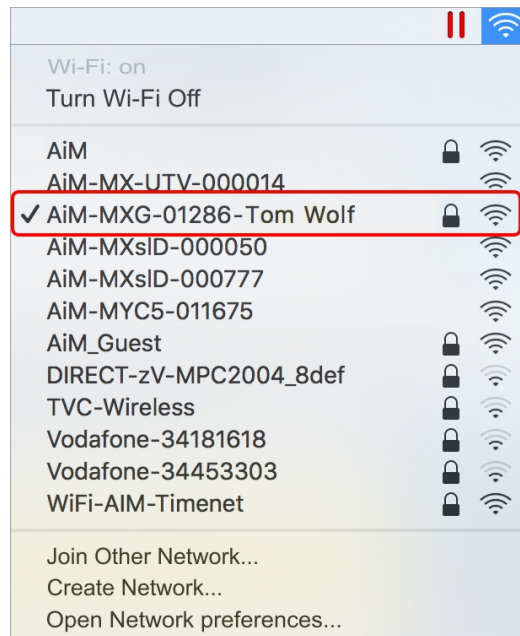 Wi-Fi: on
Turn Wi-Fi Off
AiM
AiM-MX-UTV-000014
✓ AiM-MXG-01286-Tom Wolf
AiM-MXslD-000050
AiM-MXslD-000777
AiM-MYC5-011675
AiM_Guest
DIRECT-zV-MPC2004_8def
TVC-Wireless
Vodafone-34181618
Vodafone-34453303
WiFi-AIM-Timenet
Join Other Network...
Create Network...
Open Network preferences...